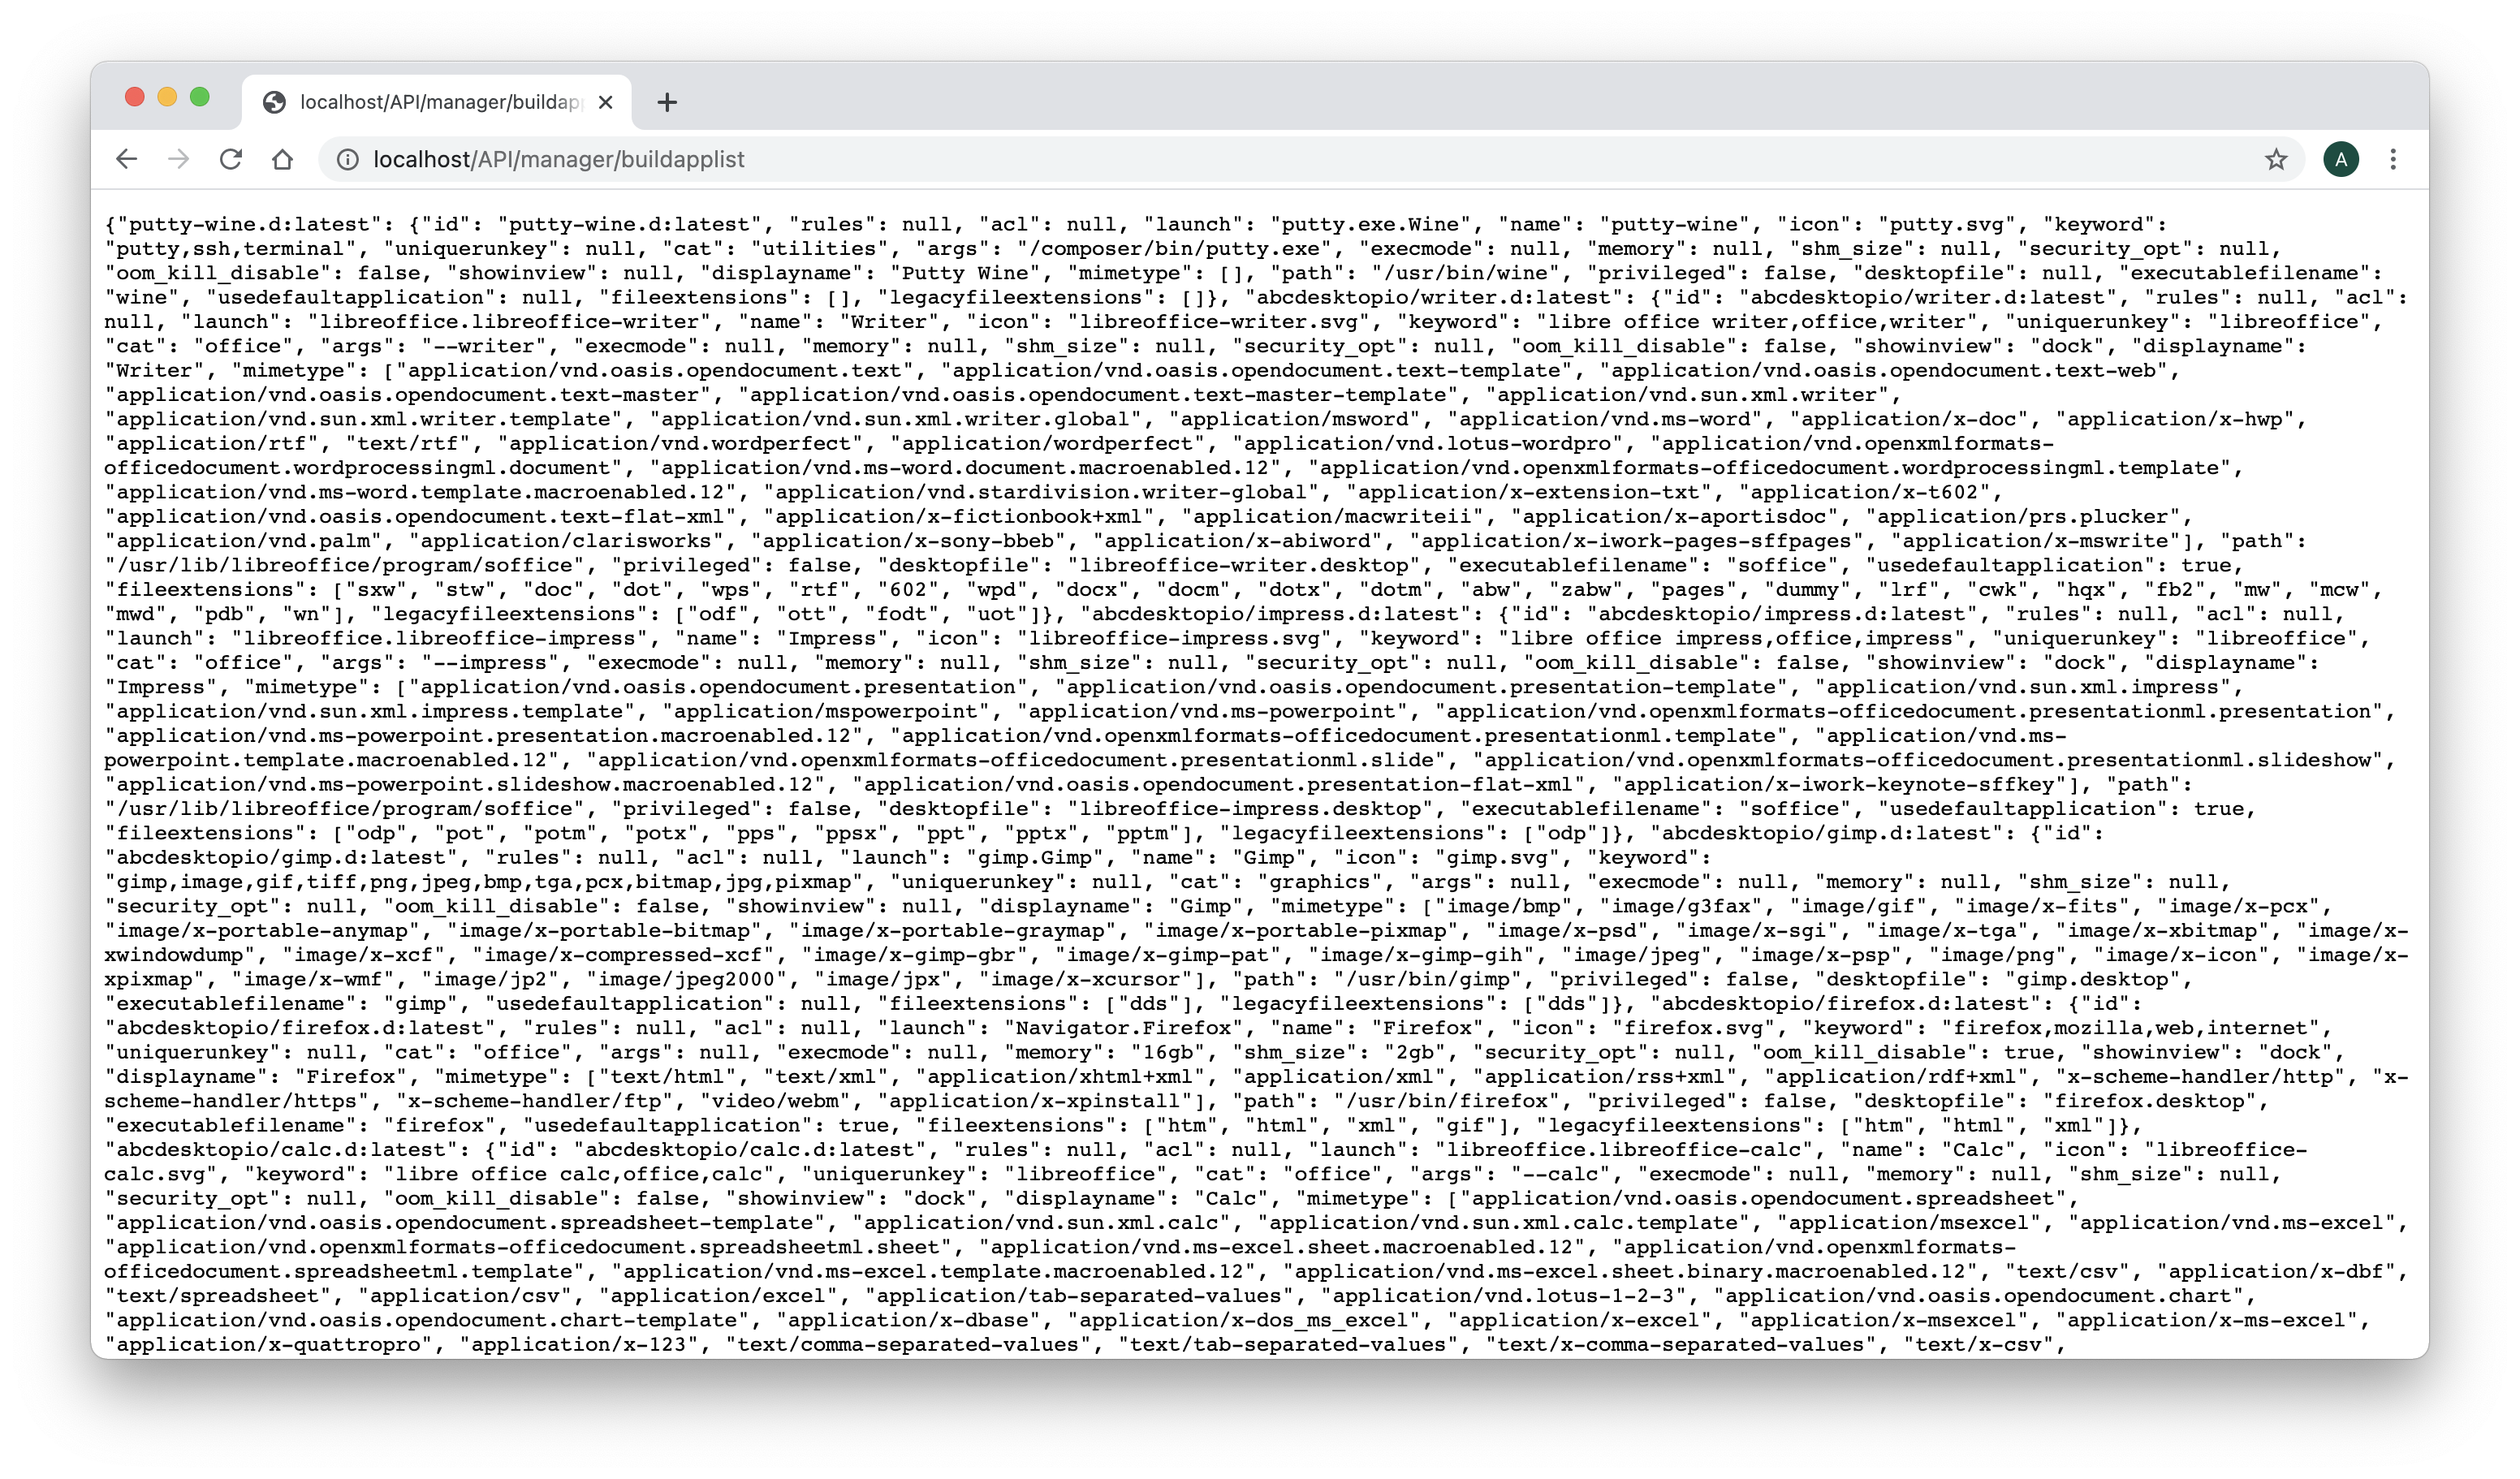 localhost/API/manager/buildap
localhost/API/manager/buildapplist
A
{"putty-wine.d:latest": {"id": "putty-wine.d:latest", "rules": null, "acl": null, "launch": "putty.exe.Wine", "name": "putty-wine", "icon": "putty.svg", "keyword":
"putty,ssh,terminal", "uniquerunkey": null, "cat": "utilities", "args": "/composer/bin/putty.exe", "execmode": null, "memory": null, "shm_size": null, "security_opt": null,
"oom_kill_disable": false, "showinview": null, "displayname": "Putty Wine", "mimetype": [], "path": "/usr/bin/wine", "privileged": false, "desktopfile": null, "executablefilename":
"wine", "usedefaultapplication": null, "fileextensions": [], "legacyfileextensions": []}, "abcdesktopio/writer.d:latest": {"id": "abcdesktopio/writer.d:latest", "rules": null, "acl":
null, "launch": "libreoffice.libreoffice-writer", "name": "Writer", "icon": "libreoffice-writer.svg", "keyword": "libre office writer,office,writer", "uniquerunkey": "libreoffice",
"cat": "office", "args": "--writer", "execmode": null, "memory": null, "shm_size": null, "security_opt": null, "oom_kill_disable": false, "showinview": "dock", "displayname":
"Writer", "mimetype": ["application/vnd.oasis.opendocument.text", "application/vnd.oasis.opendocument.text-template", "application/vnd.oasis.opendocument.text-web",
"application/vnd.oasis.opendocument.text-master", "application/vnd.oasis.opendocument.text-master-template", "application/vnd.sun.xml.writer",
"application/vnd.sun.xml.writer.template", "application/vnd.sun.xml.writer.global", "application/msword", "application/vnd.ms-word", "application/x-doc", "application/x-hwp",
"application/rtf", "text/rtf", "application/vnd.wordperfect", "application/wordperfect", "application/vnd.lotus-wordpro", "application/vnd.openxmlformats-
officedocument.wordprocessingml.document", "application/vnd.ms-word.document.macroenabled.12", "application/vnd.openxmlformats-officedocument.wordprocessingml.template",
"application/vnd.ms-word.template.macroenabled.12", "application/vnd.stardivision.writer-global", "application/x-extension-txt", "application/x-t602",
"application/vnd.oasis.opendocument.text-flat-xml", "application/x-fictionbook+xml", "application/macwriteii", "application/x-aportisdoc", "application/prs.plucker",
"application/vnd.palm", "application/clarisworks", "application/x-sony-bbeb", "application/x-abiword", "application/x-iwork-pages-sffpages", "application/x-mswrite"], "path":
"/usr/lib/libreoffice/program/soffice", "privileged": false, "desktopfile": "libreoffice-writer.desktop", "executablefilename": "soffice", "usedefaultapplication": true,
"fileextensions": ["sxw", "stw", "doc", "dot", "wps", "rtf", "602", "wpd", "docx", "docm", "dotx", "dotm", "abw", "zabw", "pages", "dummy", "lrf", "cwk", "hqx", "fb2", "mw", "mcw",
"mwd", "pdb", "wn"], "legacyfileextensions": ["odf", "ott", "fodt", "uot"]}, "abcdesktopio/impress.d:latest": {"id": "abcdesktopio/impress.d:latest", "rules": null, "acl": null,
"launch": "libreoffice.libreoffice-impress", "name": "Impress", "icon": "libreoffice-impress.svg", "keyword": "libre office impress,office,impress", "uniquerunkey": "libreoffice",
"cat": "office", "args": "--impress", "execmode": null, "memory": null, "shm_size": null, "security_opt": null, "oom_kill_disable": false, "showinview": "dock", "displayname":
"Impress", "mimetype": ["application/vnd.oasis.opendocument.presentation", "application/vnd.oasis.opendocument.presentation-template", "application/vnd.sun.xml.impress",
"application/vnd.sun.xml.impress.template", "application/mspowerpoint", "application/vnd.ms-powerpoint", "application/vnd.openxmlformats-officedocument.presentationml.presentation",
"application/vnd.ms-powerpoint.presentation.macroenabled.12", "application/vnd.openxmlformats-officedocument.presentationml.template", "application/vnd.ms-
powerpoint.template.macroenabled.12", "application/vnd.openxmlformats-officedocument.presentationml.slide", "application/vnd.openxmlformats-officedocument.presentationml.slideshow",
"application/vnd.ms-powerpoint.slideshow.macroenabled.12", "application/vnd.oasis.opendocument.presentation-flat-xml", "application/x-iwork-keynote-sffkey"], "path":
"/usr/lib/libreoffice/program/soffice", "privileged": false, "desktopfile": "libreoffice-impress.desktop", "executablefilename": "soffice", "usedefaultapplication": true,
"fileextensions": ["odp", "pot", "potm", "potx", "pps", "ppsx", "ppt", "pptx", "pptm"], "legacyfileextensions": ["odp"]}, "abcdesktopio/gimp.d:latest": {"id":
"abcdesktopio/gimp.d:latest", "rules": null, "acl": null, "launch": "gimp.Gimp", "name": "Gimp", "icon": "gimp.svg", "keyword":
"gimp,image,gif,tiff,png,jpeg,bmp,tga,pcx,bitmap,jpg,pixmap", "uniquerunkey": null, "cat": "graphics", "args": null, "execmode": null, "memory": null, "shm_size": null,
"security_opt": null, "oom_kill_disable": false, "showinview": null, "displayname": "Gimp", "mimetype": ["image/bmp", "image/g3fax", "image/gif", "image/x-fits", "image/x-pcx",
"image/x-portable-anymap", "image/x-portable-bitmap", "image/x-portable-graymap", "image/x-portable-pixmap", "image/x-psd", "image/x-sgi", "image/x-tga", "image/x-xbitmap", "image/x-
xwindowdump", "image/x-xcf", "image/x-compressed-xcf", "image/x-gimp-gbr", "image/x-gimp-pat", "image/x-gimp-gih", "image/jpeg", "image/x-psp", "image/png", "image/x-icon", "image/x-
xpixmap", "image/x-wmf", "image/jp2", "image/jpeg2000", "image/jpx", "image/x-xcursor"], "path": "/usr/bin/gimp", "privileged": false, "desktopfile": "gimp.desktop",
"executablefilename": "gimp", "usedefaultapplication": null, "fileextensions": ["dds"], "legacyfileextensions": ["dds"]}, "abcdesktopio/firefox.d:latest": {"id":
"abcdesktopio/firefox.d:latest", "rules": null, "acl": null, "launch": "Navigator.Firefox", "name": "Firefox", "icon": "firefox.svg", "keyword": "firefox,mozilla,web,internet",
"uniquerunkey": null, "cat": "office", "args": null, "execmode": null, "memory": "16gb", "shm_size": "2gb", "security_opt": null, "oom_kill_disable": true, "showinview": "dock",
"displayname": "Firefox", "mimetype": ["text/html", "text/xml", "application/xhtml+xml", "application/xml", "application/rss+xml", "application/rdf+xml", "x-scheme-handler/http", "x-
scheme-handler/https", "x-scheme-handler/ftp", "video/webm", "application/x-xpinstall"], "path": "/usr/bin/firefox", "privileged": false, "desktopfile": "firefox.desktop",
"executablefilename": "firefox", "usedefaultapplication": true, "fileextensions": ["htm", "html", "xml", "gif"], "legacyfileextensions": ["htm", "html", "xml"]},
"abcdesktopio/calc.d:latest": {"id": "abcdesktopio/calc.d:latest", "rules": null, "acl": null, "launch": "libreoffice.libreoffice-calc", "name": "Calc", "icon": "libreoffice-
calc.svg", "keyword": "libre office calc,office,calc", "uniquerunkey": "libreoffice", "cat": "office", "args": "--calc", "execmode": null, "memory": null, "shm_size": null,
"security_opt": null, "oom_kill_disable": false, "showinview": "dock", "displayname": "Calc", "mimetype": ["application/vnd.oasis.opendocument.spreadsheet",
"application/vnd.oasis.opendocument.spreadsheet-template", "application/vnd.sun.xml.calc", "application/vnd.sun.xml.calc.template", "application/msexcel", "application/vnd.ms-excel",
"application/vnd.openxmlformats-officedocument.spreadsheetml.sheet", "application/vnd.ms-excel.sheet.macroenabled.12", "application/vnd.openxmlformats-
officedocument.spreadsheetml.template", "application/vnd.ms-excel.template.macroenabled.12", "application/vnd.ms-excel.sheet.binary.macroenabled.12", "text/csv", "application/x-dbf",
"text/spreadsheet", "application/csv", "application/excel", "application/tab-separated-values", "application/vnd.lotus-1-2-3", "application/vnd.oasis.opendocument.chart",
"application/vnd.oasis.opendocument.chart-template", "application/x-dbase", "application/x-dos_ms_excel", "application/x-excel", "application/x-msexcel", "application/x-ms-excel",
"application/x-quattropro", "application/x-123", "text/comma-separated-values", "text/tab-separated-values", "text/x-comma-separated-values", "text/x-csv",